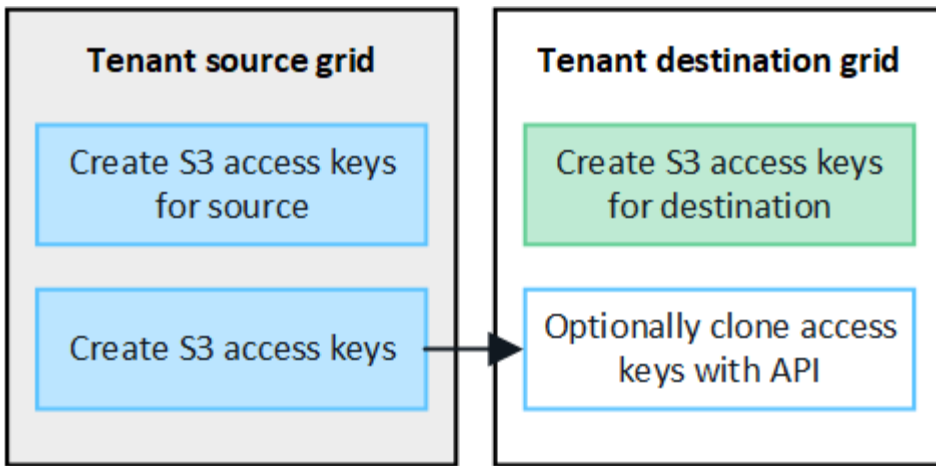 Tenant source grid
Create S3 access keys
for source
Create S3 access keys
Tenant destination grid
Create S3 access keys
for destination
Optionally clone access
keys with API